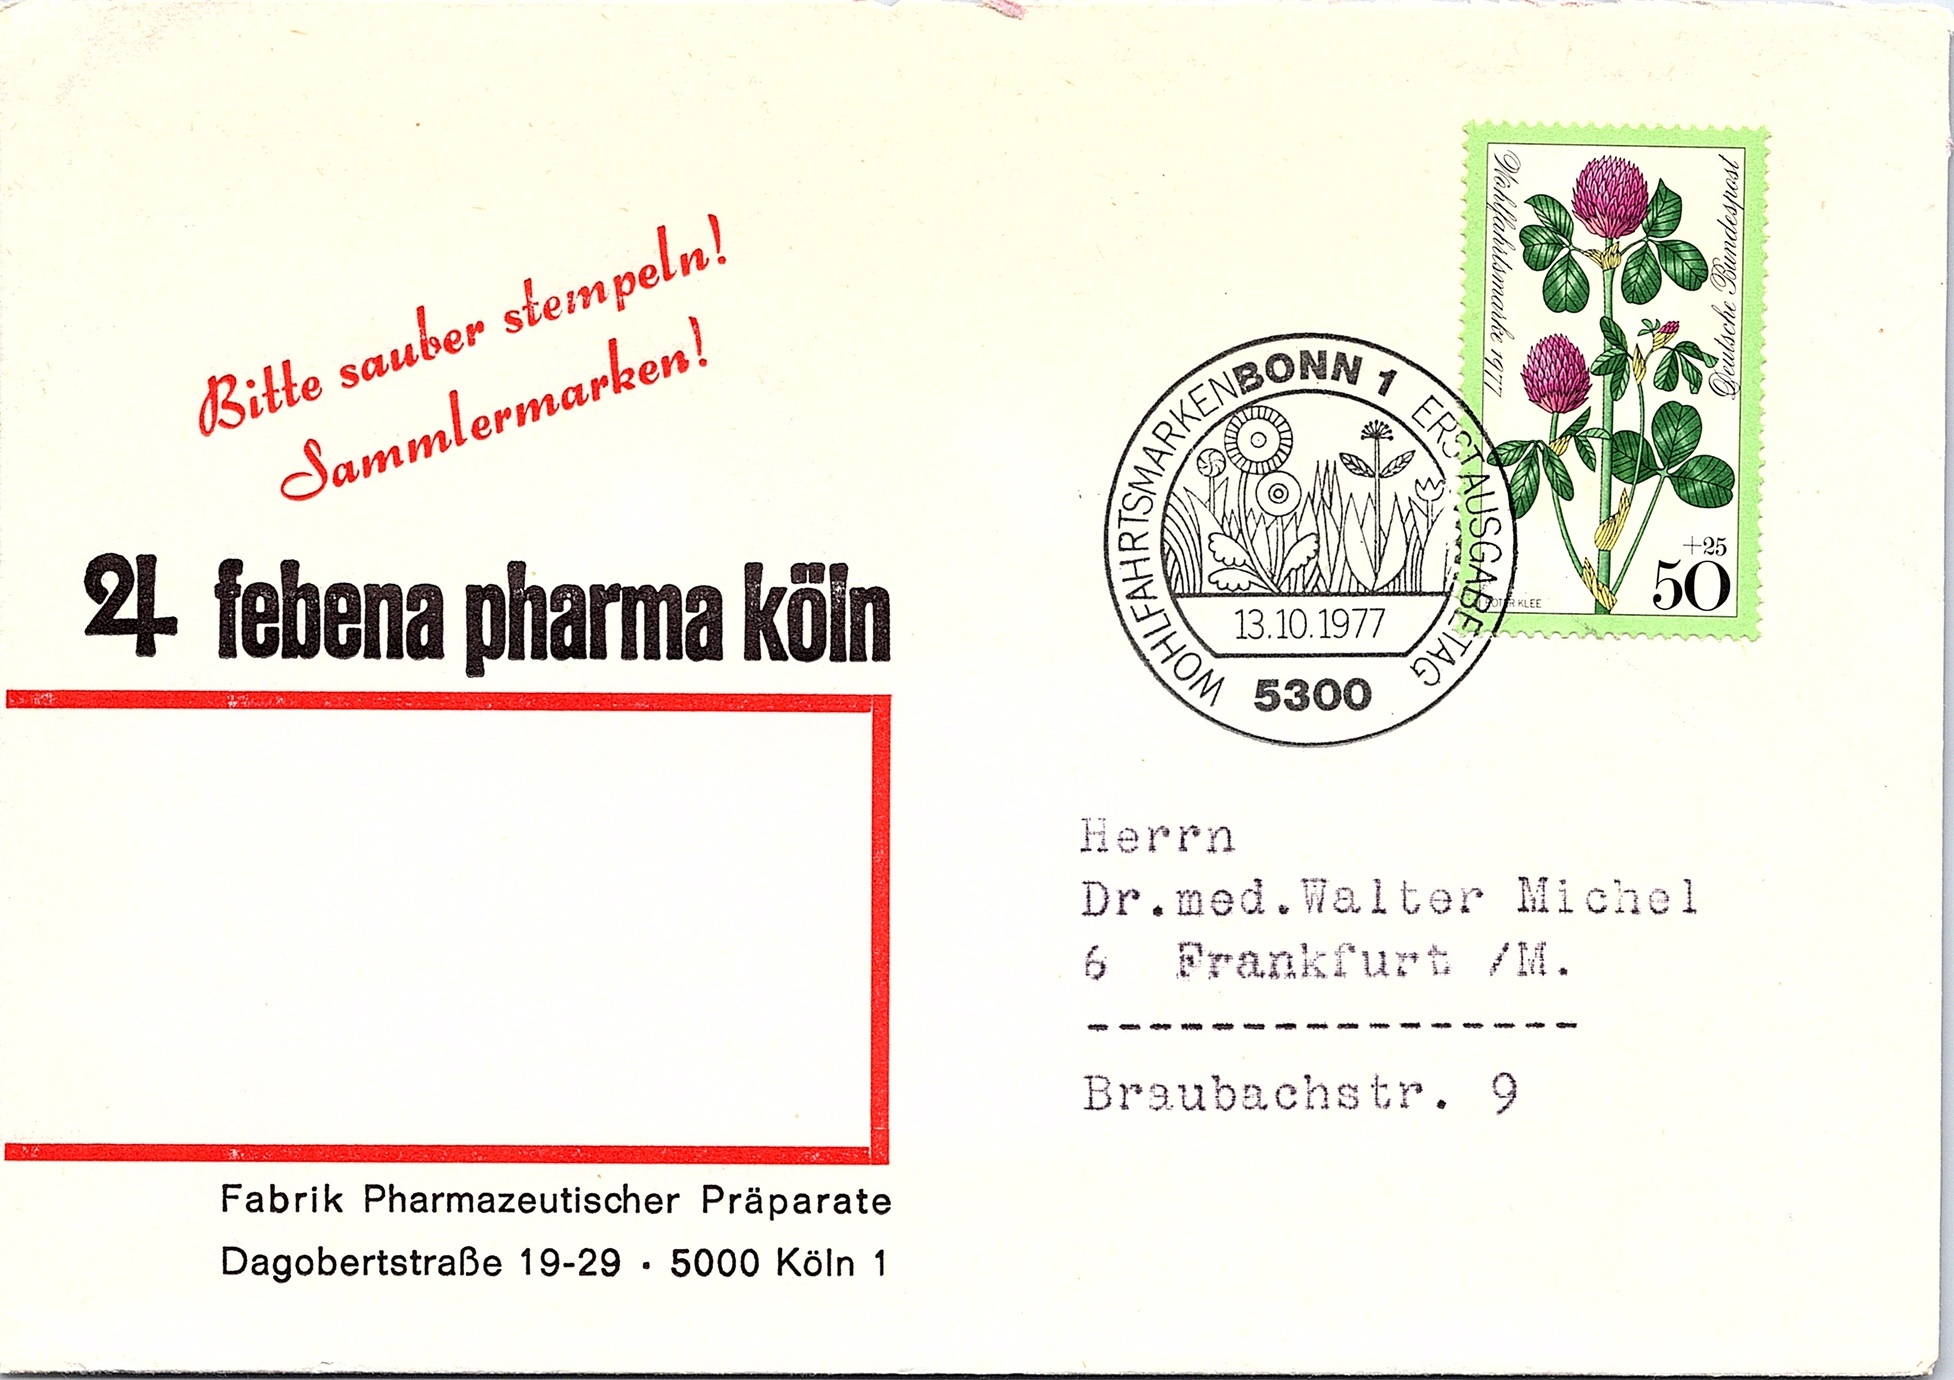 Bitte sauber stempeln!
Sammlermarken!
febena pharma köln
Fabrik Pharmazeutischer Präparate
Dagobertstraße 19-29 · 5000 Köln 1
Wohlfahrtsmarke 1977
Deutsche Bundespost
+25
50
ROTER KLEE
BONN 1
WOHLFAHRTSMARKEN
ERSTAUSGABETAG
13.10.1977
5300
Herrn
Dr.med.Walter Michel
6 Frankfurt /M.
----------------
Braubachstr. 9